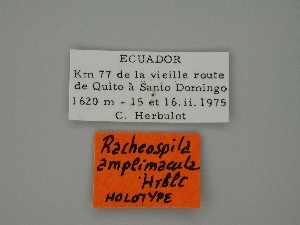 ECUADOR
Km 77 de la vieille route
de Quito à Santo Domingo
1620 m - 15 et 16.ii.1975
C. Herbulot
Racheospila
amplimacula
Hrblt
HOLOTYPE